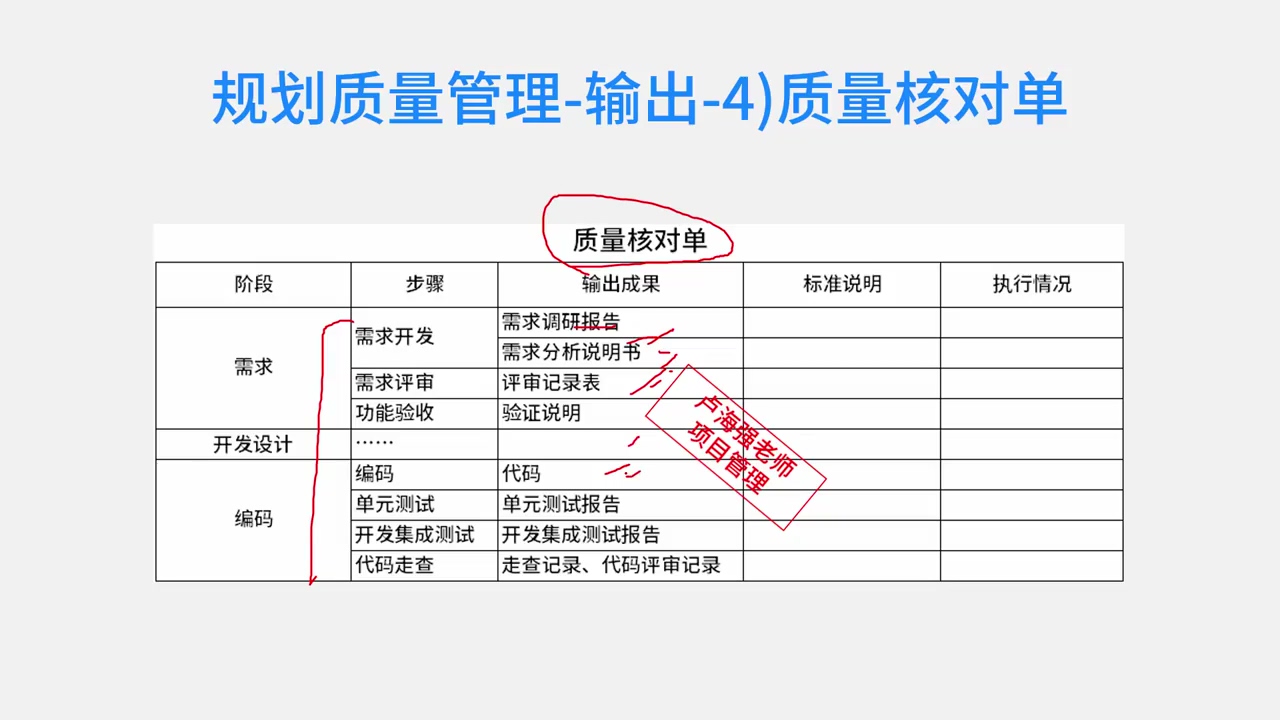 规划质量管理-输出-4)质量核对单
质量核对单
阶段 步骤 输出成果 标准说明 执行情况
需求 需求开发 需求调研报告
需求分析说明书
需求评审 评审记录表
功能验收 验证说明
开发设计 ……
编码 编码 代码
单元测试 单元测试报告
开发集成测试 开发集成测试报告
代码走查 走查记录、代码评审记录
卢海强老师
项目管理